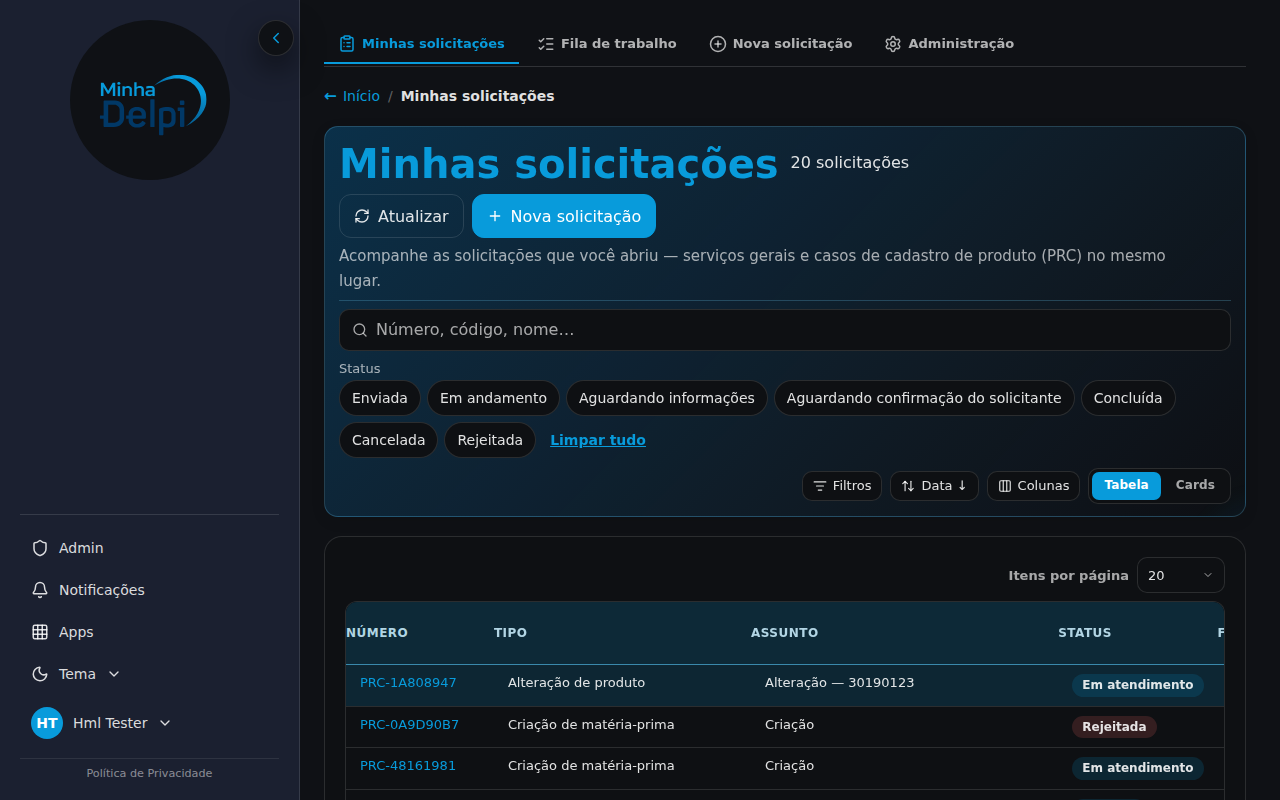 Minha
Delpi
Minhas solicitações
Fila de trabalho
Nova solicitação
Administração
← Início / Minhas solicitações
Minhas solicitações 20 solicitações
Atualizar
Nova solicitação
Acompanhe as solicitações que você abriu — serviços gerais e casos de cadastro de produto (PRC) no mesmo
lugar.
Número, código, nome...
Status
Enviada Em andamento Aguardando informações Aguardando confirmação do solicitante Concluída
Cancelada Rejeitada Limpar tudo
Filtros Data ↓ Colunas Tabela Cards
Itens por página 20
NÚMERO TIPO ASSUNTO STATUS F
PRC-1A808947 Alteração de produto Alteração — 30190123 Em atendimento
PRC-0A9D90B7 Criação de matéria-prima Criação Rejeitada
PRC-48161981 Criação de matéria-prima Criação Em atendimento
Admin
Notificações
Apps
Tema
HT Hml Tester
Política de Privacidade